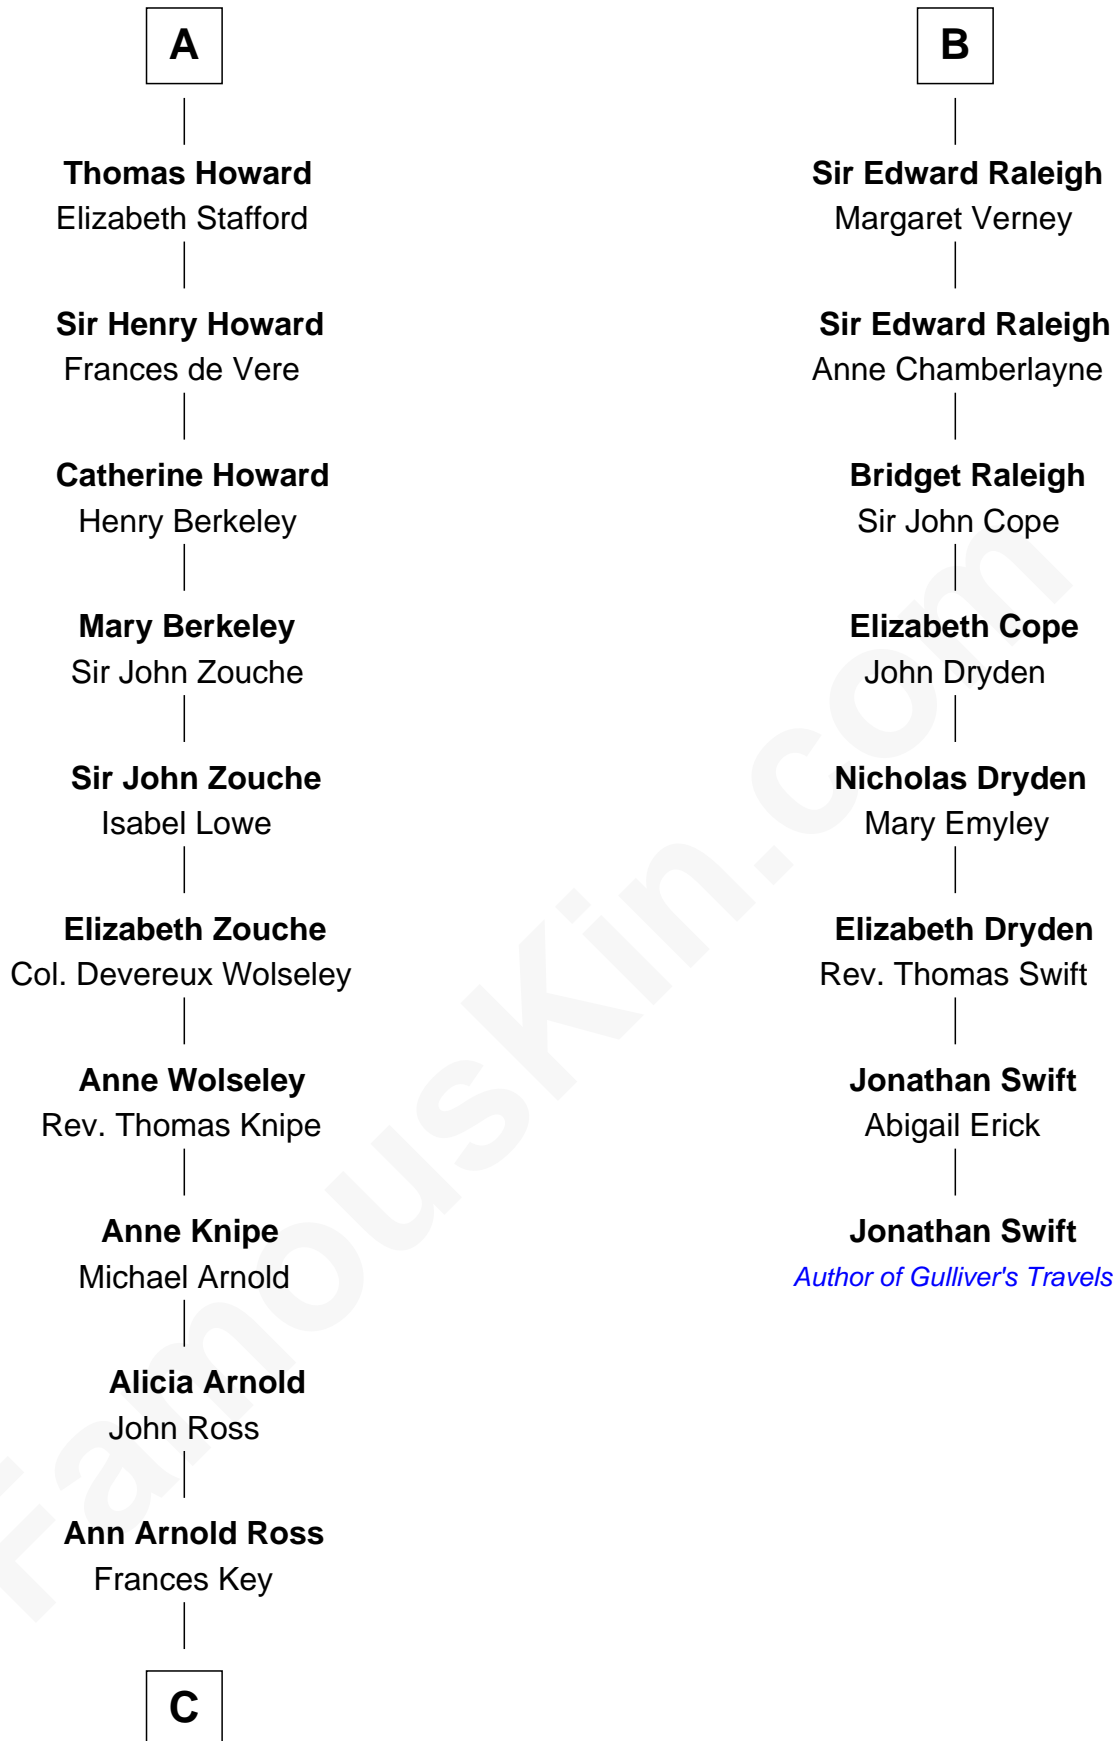 A
Thomas Howard
Elizabeth Stafford
Sir Henry Howard
Frances de Vere
Catherine Howard
Henry Berkeley
Mary Berkeley
Sir John Zouche
Sir John Zouche
Isabel Lowe
Elizabeth Zouche
Col. Devereux Wolseley
Anne Wolseley
Rev. Thomas Knipe
Anne Knipe
Michael Arnold
Alicia Arnold
John Ross
Ann Arnold Ross
Frances Key
C
B
Sir Edward Raleigh
Margaret Verney
Sir Edward Raleigh
Anne Chamberlayne
Bridget Raleigh
Sir John Cope
Elizabeth Cope
John Dryden
Nicholas Dryden
Mary Emyley
Elizabeth Dryden
Rev. Thomas Swift
Jonathan Swift
Abigail Erick
Jonathan Swift
Author of Gulliver's Travels
FamousKin.com